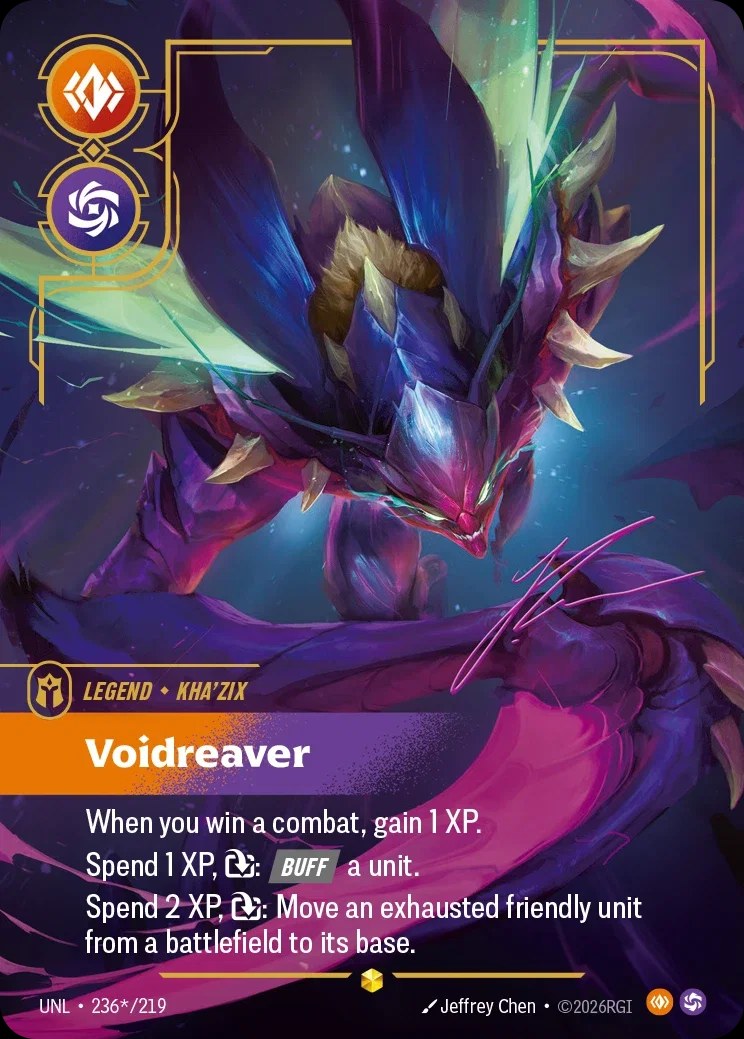 LEGEND • KHA'ZIX
Voidreaver
When you win a combat, gain 1 XP.
Spend 1 XP, : BUFF a unit.
Spend 2 XP, : Move an exhausted friendly unit
from a battlefield to its base.
UNL • 236*/219
Jeffrey Chen • ©2026RGI